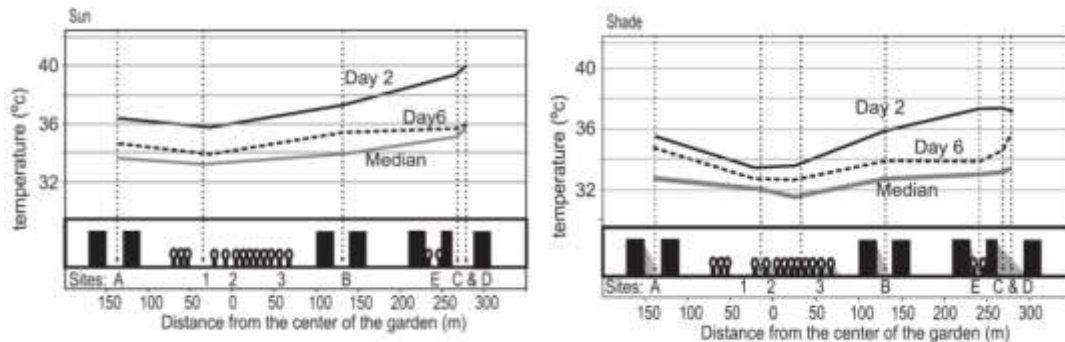 Sun
temperature (ºc)
40
36
32
Day 2
Day6
Median
Sites: A 1 2 3 B E C & D
150 100 50 0 50 100 150 200 250 300
Distance from the center of the garden (m)
Shade
temperature (ºc)
40
36
32
Day 2
Day 6
Median
Sites: A 1 2 3 B E C & D
150 100 50 0 50 100 150 200 250 300
Distance from the center of the garden (m)